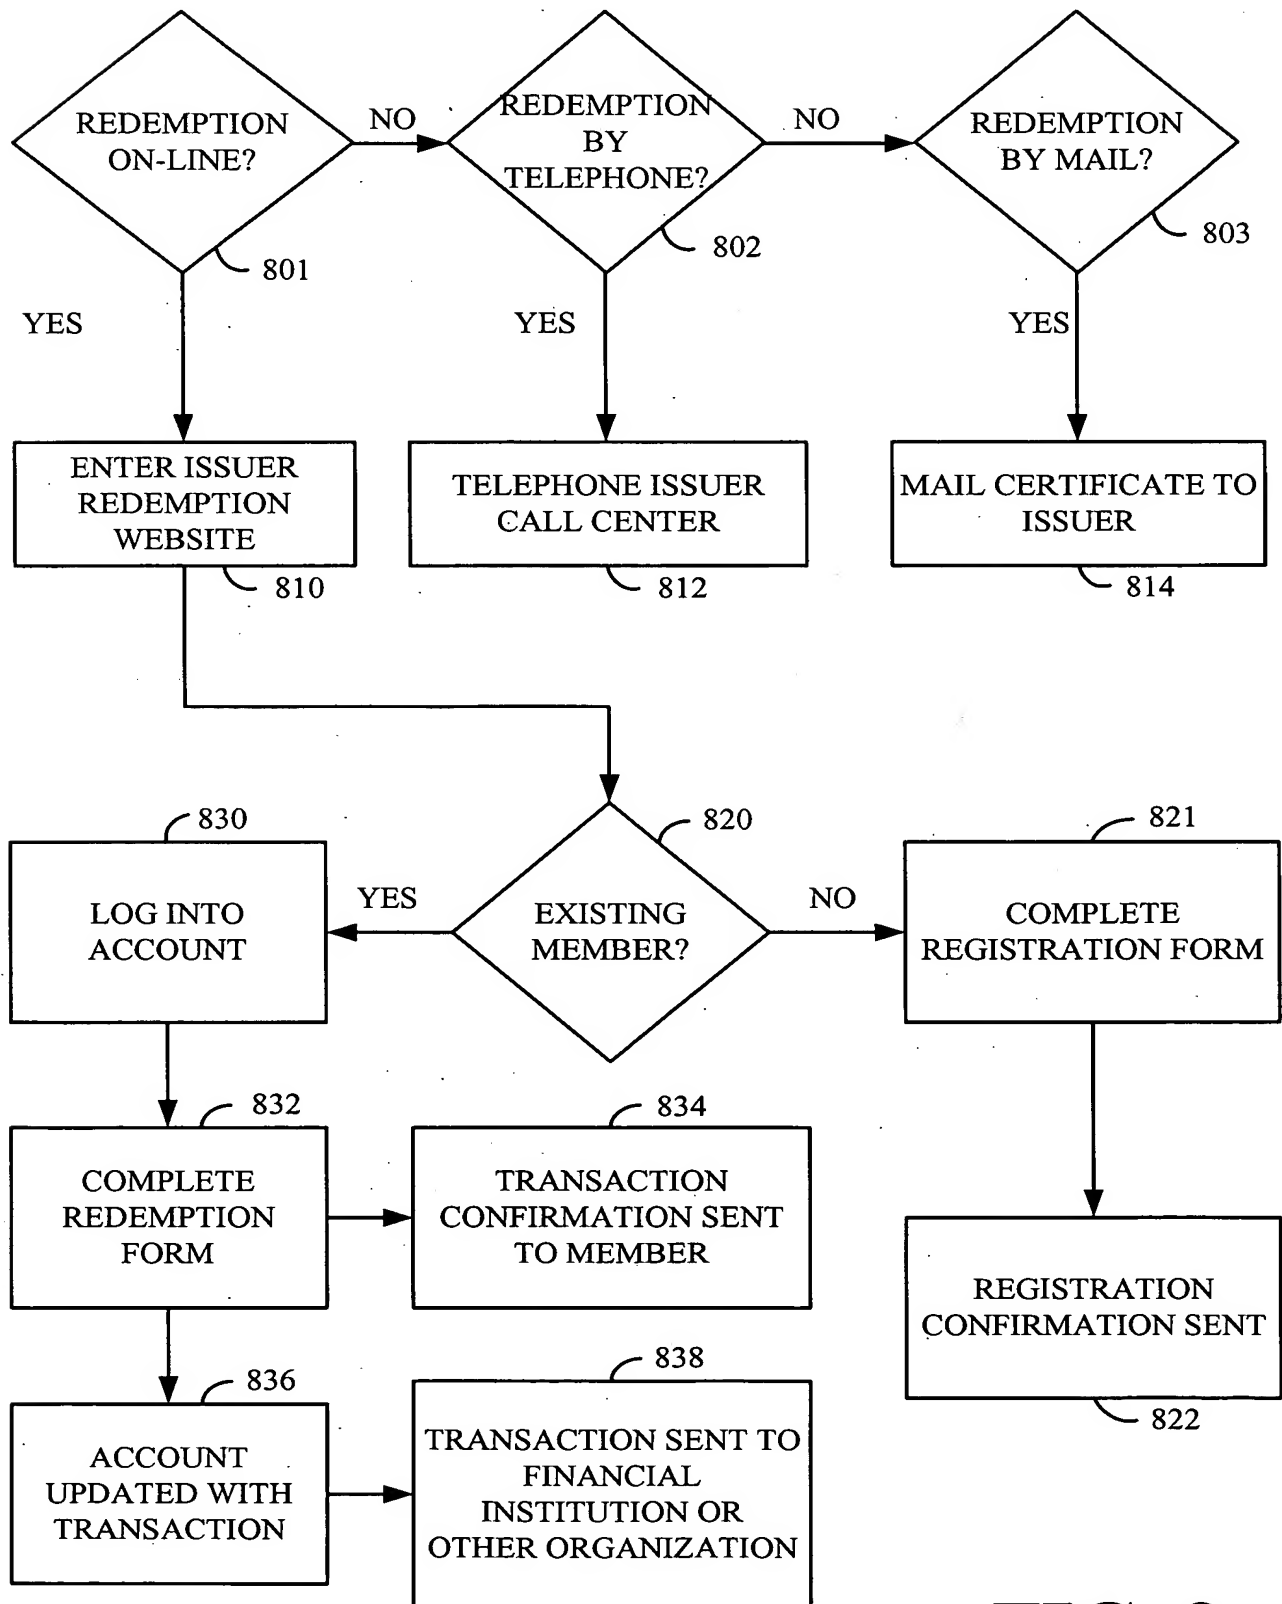 REDEMPTION
ON-LINE?
801
NO
REDEMPTION
BY
TELEPHONE?
802
NO
REDEMPTION
BY MAIL?
803
YES
YES
YES
ENTER ISSUER
REDEMPTION
WEBSITE
810
TELEPHONE ISSUER
CALL CENTER
812
MAIL CERTIFICATE TO
ISSUER
814
EXISTING
MEMBER?
820
YES
NO
830
LOG INTO
ACCOUNT
821
COMPLETE
REGISTRATION FORM
832
COMPLETE
REDEMPTION
FORM
834
TRANSACTION
CONFIRMATION SENT
TO MEMBER
REGISTRATION
CONFIRMATION SENT
822
836
ACCOUNT
UPDATED WITH
TRANSACTION
838
TRANSACTION SENT TO
FINANCIAL
INSTITUTION OR
OTHER ORGANIZATION